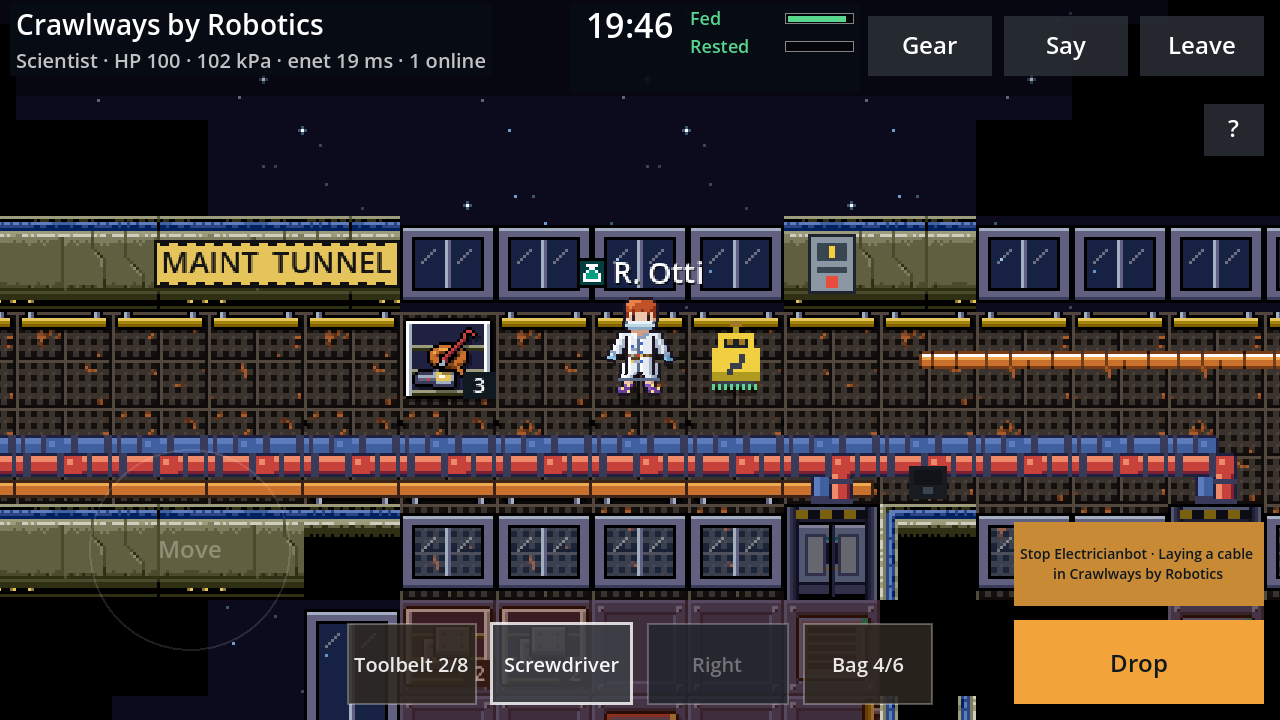 Crawlways by Robotics
Scientist · HP 100 · 102 kPa · enet 19 ms · 1 online
19:46
Fed
Rested
Gear
Say
Leave
?
MAINT TUNNEL
R. Otti
3
Move
Stop Electricianbot · Laying a cable
in Crawlways by Robotics
Toolbelt 2/8
2
Screwdriver
2
Right
Bag 4/6
Drop